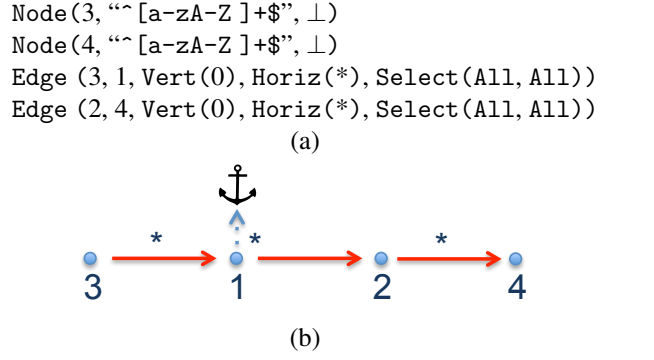 Node(3, “^[a-zA-Z ]+$”, ⊥)
Node(4, “^[a-zA-Z ]+$”, ⊥)
Edge (3, 1, Vert(0), Horiz(*), Select(All, All))
Edge (2, 4, Vert(0), Horiz(*), Select(All, All))
(a)
* * *
3 1 2 4
(b)